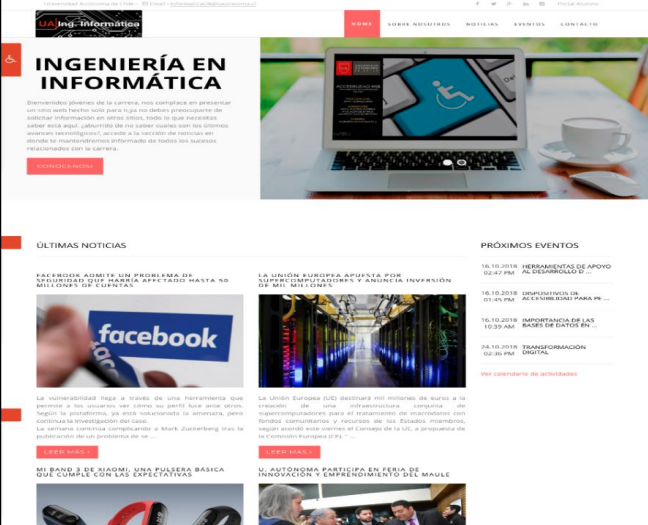 Universidad Autónoma de Chile - Email -
Portal Alumno
UA Ing. Informática
HOME SOBRE NOSOTROS NOTICIAS EVENTOS CONTACTO
INGENIERÍA EN
INFORMÁTICA
Bienvenidos jóvenes de la carrera, nos complace en presentar
un sitio web hecho solo para ti,ya no debes preocuparte de
solicitar información en otros sitios, todo lo que necesitas
saber está aquí. ¿aburrido de no saber cuales son los últimos
avances tecnológicos?, accede a la sección de noticias en
donde te mantendremos informado de todos los sucesos
relacionados con la carrera.
CONOCENOS!
ACCESIBILIDAD WEB
ÚLTIMAS NOTICIAS
FACEBOOK ADMITE UN PROBLEMA DE
SEGURIDAD QUE HABRÍA AFECTADO HASTA 50
MILLONES DE CUENTAS
facebook
La vulnerabilidad llega a través de una herramienta que
permite a los usuarios ver cómo su perfil luce ante otros.
Según la plataforma, ya está solucionada la amenaza, pero
continua la investigación del caso.
La semana continúa complicando a Mark Zuckerberg tras la
publicación de un problema de se ...
LEER MÁS >
LA UNIÓN EUROPEA APUESTA POR
SUPERCOMPUTADORES Y ANUNCIA INVERSIÓN
DE MIL MILLONES
La Unión Europea (UE) destinará mil millones de euros a la
creación de una infraestructura conjunta de
supercomputadores para el tratamiento de macrodatos con
fondos comunitarios y recursos de los Estados miembros,
según acordó este viernes el Consejo de la UE, a propuesta de
la Comisión Europea (CE). " ...
LEER MÁS >
MI BAND 3 DE XIAOMI, UNA PULSERA BÁSICA
QUE CUMPLE CON LAS EXPECTATIVAS
U. AUTÓNOMA PARTICIPA EN FERIA DE
INNOVACIÓN Y EMPRENDIMIENTO DEL MAULE
PRÓXIMOS EVENTOS
16.10.2018 HERRAMIENTAS DE APOYO
02:47 PM AL DESARROLLO D ...
16.10.2018 DISPOSITIVOS DE
01:45 PM ACCESIBILIDAD PARA PE ...
16.10.2018 IMPORTANCIA DE LAS
10:39 AM BASES DE DATOS EN ...
24.10.2018 TRANSFORMACIÓN
02:36 PM DIGITAL
Ver calendario de actividades